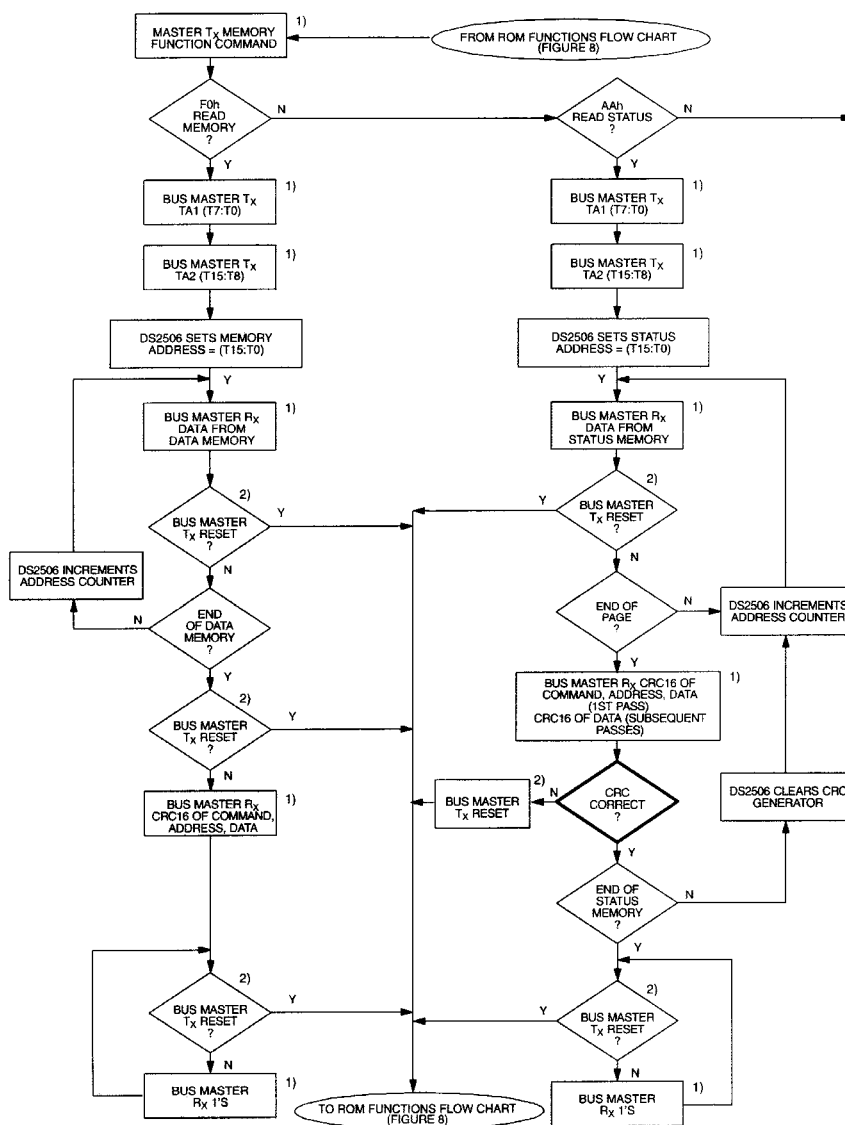 MASTER TX MEMORY
FUNCTION COMMAND
1)
FROM ROM FUNCTIONS FLOW CHART
(FIGURE 8)
F0h
READ
MEMORY
?
N
Y
AAh
READ STATUS
?
N
Y
BUS MASTER TX
TA1 (T7:T0)
1)
BUS MASTER TX
TA1 (T7:T0)
1)
BUS MASTER TX
TA2 (T15:T8)
1)
BUS MASTER TX
TA2 (T15:T8)
1)
DS2506 SETS MEMORY
ADDRESS = (T15:T0)
DS2506 SETS STATUS
ADDRESS = (T15:T0)
Y
Y
BUS MASTER RX
DATA FROM
DATA MEMORY
1)
BUS MASTER RX
DATA FROM
STATUS MEMORY
1)
BUS MASTER
TX RESET
?
2)
Y
N
BUS MASTER
TX RESET
?
2)
Y
N
DS2506 INCREMENTS
ADDRESS COUNTER
END
OF DATA
MEMORY
?
N
Y
END OF
PAGE
?
N
Y
DS2506 INCREMENTS
ADDRESS COUNTER
BUS MASTER
TX RESET
?
2)
Y
N
BUS MASTER RX CRC16 OF
COMMAND, ADDRESS, DATA
(1ST PASS)
CRC16 OF DATA (SUBSEQUENT
PASSES)
1)
BUS MASTER RX
CRC16 OF COMMAND,
ADDRESS, DATA
1)
BUS MASTER
TX RESET
2)
CRC
CORRECT
?
N
Y
DS2506 CLEARS CRC
GENERATOR
END OF
STATUS
MEMORY
?
N
Y
BUS MASTER
TX RESET
?
2)
Y
N
BUS MASTER
TX RESET
?
2)
Y
N
BUS MASTER
RX 1'S
1)
TO ROM FUNCTIONS FLOW CHART
(FIGURE 8)
BUS MASTER
RX 1'S
1)